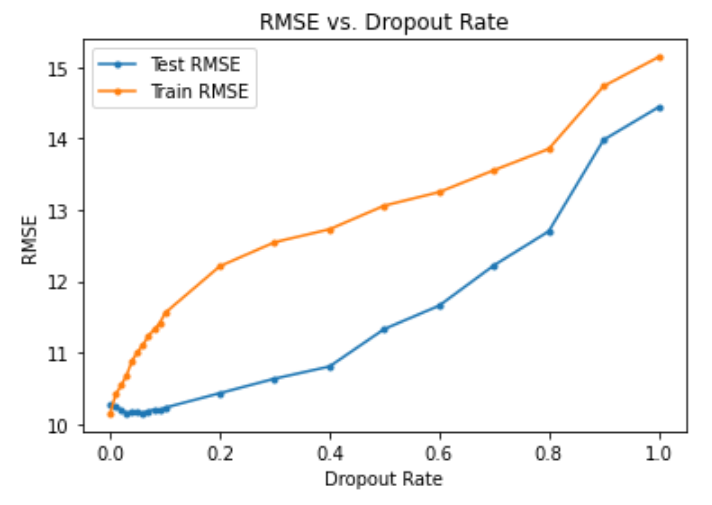 RMSE vs. Dropout Rate
Test RMSE
Train RMSE
RMSE
15
14
13
12
11
10
0.0 0.2 0.4 0.6 0.8 1.0
Dropout Rate